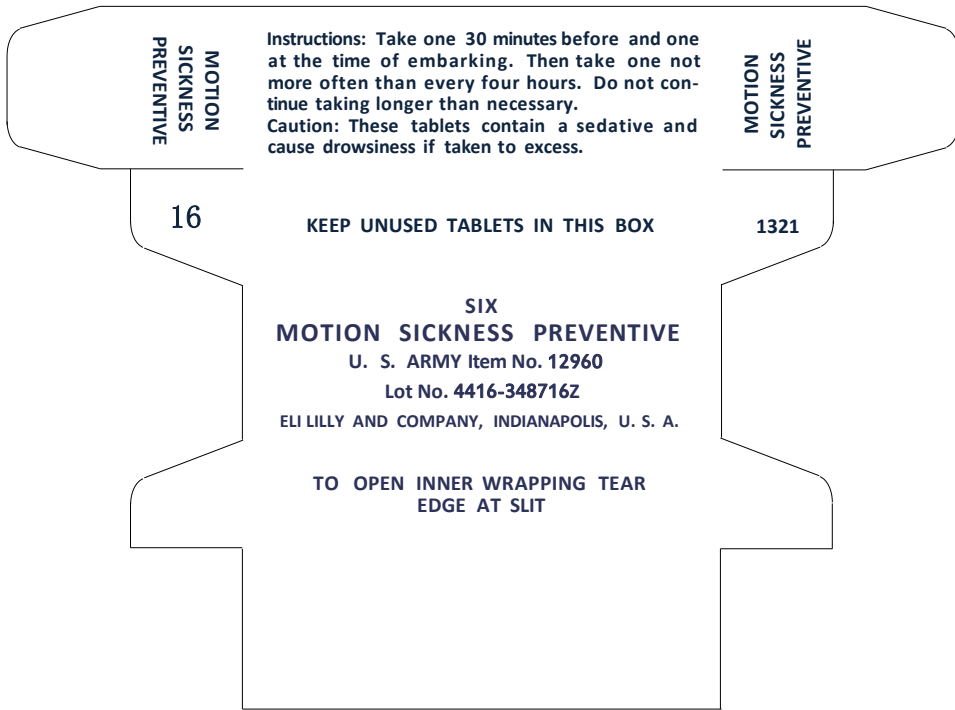 MOTION
SICKNESS
PREVENTIVE
Instructions: Take one 30 minutes before and one
at the time of embarking. Then take one not
more often than every four hours. Do not con-
tinue taking longer than necessary.
Caution: These tablets contain a sedative and
cause drowsiness if taken to excess.
MOTION
SICKNESS
PREVENTIVE
16
KEEP UNUSED TABLETS IN THIS BOX
1321
SIX
MOTION SICKNESS PREVENTIVE
U. S. ARMY Item No. 12960
Lot No. 4416-348716Z
ELI LILLY AND COMPANY, INDIANAPOLIS, U. S. A.
TO OPEN INNER WRAPPING TEAR
EDGE AT SLIT